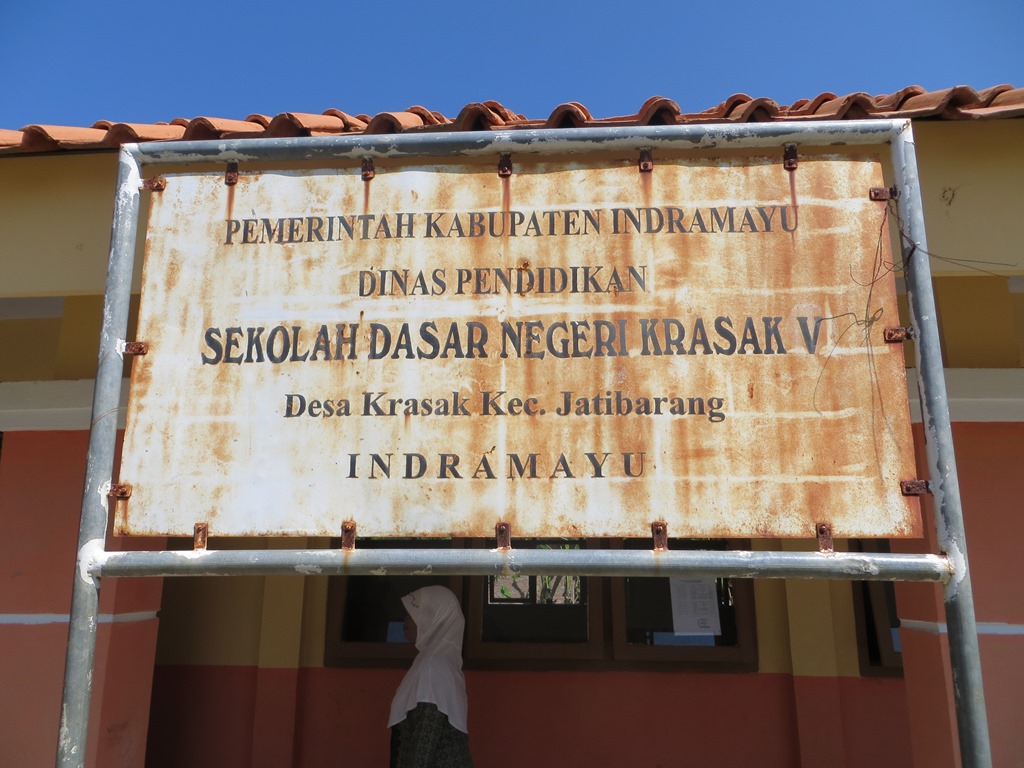 PEMERINTAH KABUPATEN INDRAMAYU
DINAS PENDIDIKAN
SEKOLAH DASAR NEGERI KRASAK V
Desa Krasak Kec. Jatibarang
INDRAMAYU